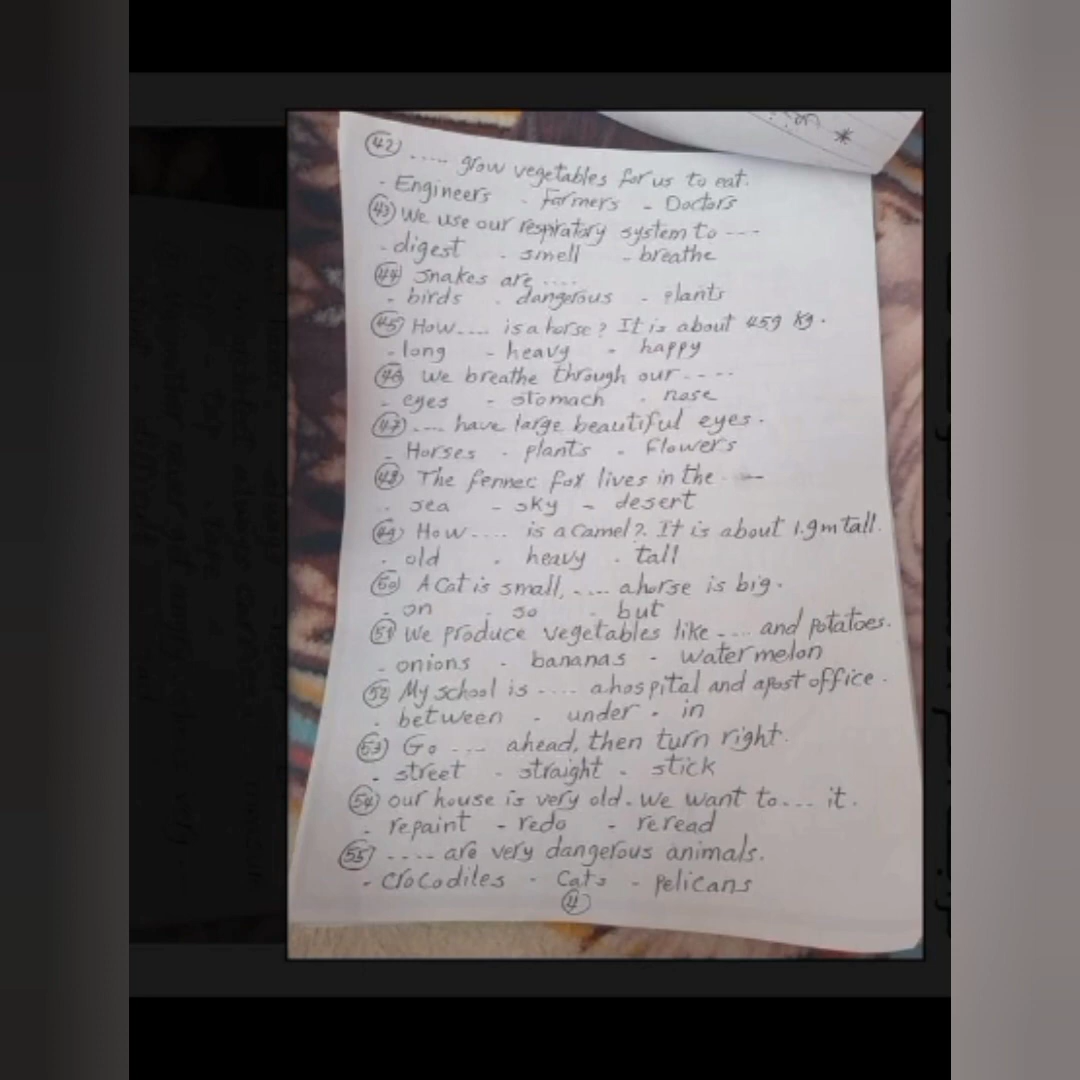 42 ..... grow vegetables for us to eat.
- Engineers - Farmers - Doctors
43 We use our respiratory system to ----
- digest - smell - breathe
44 Snakes are ....
- birds - dangerous - plants
45 How .... is a horse? It is about 459 Kg.
- long - heavy - happy
46 We breathe through our ----
- eyes - stomach - nose
47 .... have large beautiful eyes.
- Horses - plants - Flowers
48 The fennec fox lives in the --
- sea - sky - desert
49 How .... is a camel? It is about 1.9m tall.
- old - heavy - tall
50 A Cat is small, .... a horse is big.
- on - so - but
51 We produce vegetables like .... and potatoes.
- onions - bananas - watermelon
52 My school is .... a hospital and a post office.
- between - under - in
53 Go .... ahead, then turn right.
- street - straight - stick
54 our house is very old. We want to ... it.
- repaint - redo - reread
55 .... are very dangerous animals.
- Crocodiles - Cats - Pelicans
4